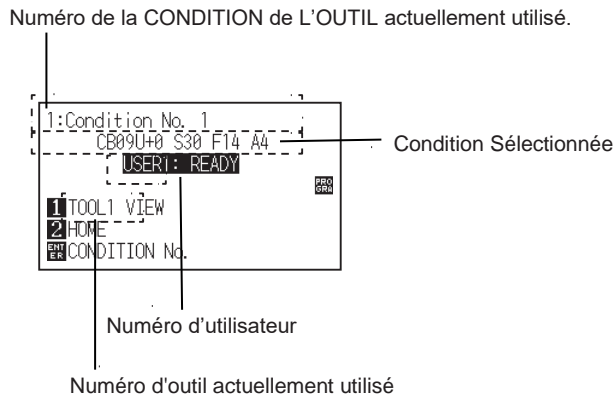 Numéro de la CONDITION de L'OUTIL actuellement utilisé.
1:Condition No. 1
CB09U+0 S30 F14 A4
Condition Sélectionnée
USER1: READY
PRO
GRA
1 TOOL1 VIEW
2 HOME
ENT
ER CONDITION No.
Numéro d'utilisateur
Numéro d'outil actuellement utilisé